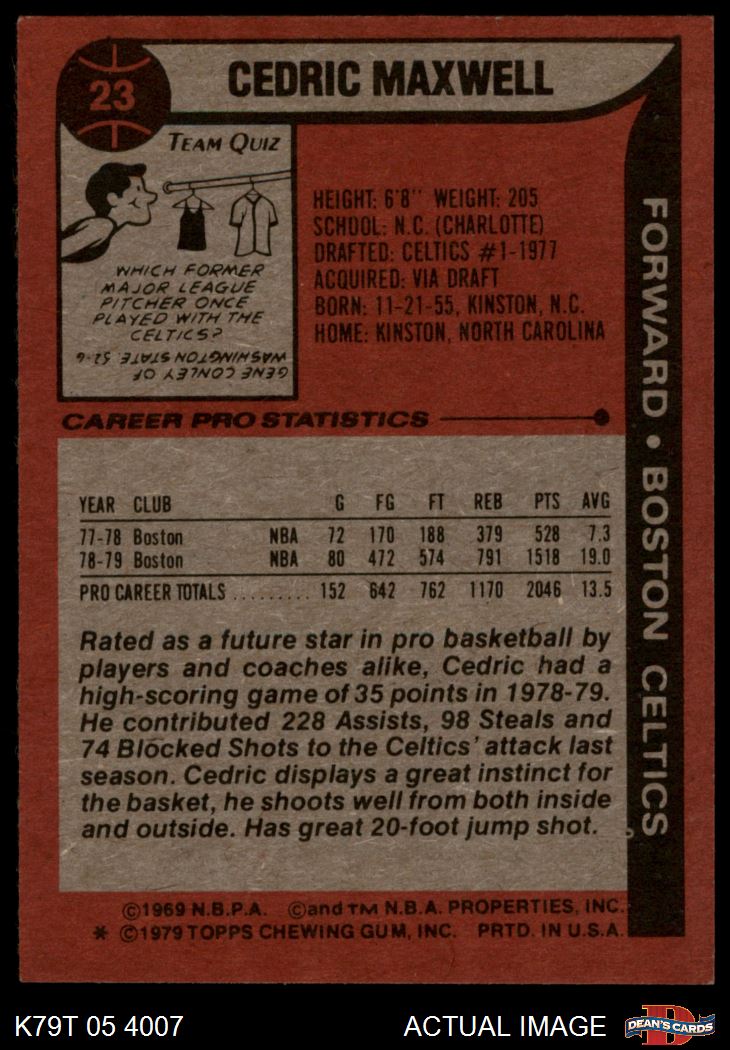 23
CEDRIC MAXWELL
TEAM QUIZ
WHICH FORMER
MAJOR LEAGUE
PITCHER ONCE
PLAYED WITH THE
CELTICS?
GENE CONLEY OF
WASHINGTON STATE. 52-6
HEIGHT: 6'8" WEIGHT: 205
SCHOOL: N.C. (CHARLOTTE)
DRAFTED: CELTICS #1-1977
ACQUIRED: VIA DRAFT
BORN: 11-21-55, KINSTON, N.C.
HOME: KINSTON, NORTH CAROLINA
FORWARD • BOSTON CELTICS
CAREER PRO STATISTICS
YEAR CLUB G FG FT REB PTS AVG
77-78 Boston NBA 72 170 188 379 528 7.3
78-79 Boston NBA 80 472 574 791 1518 19.0
PRO CAREER TOTALS ......... 152 642 762 1170 2046 13.5
Rated as a future star in pro basketball by
players and coaches alike, Cedric had a
high-scoring game of 35 points in 1978-79.
He contributed 228 Assists, 98 Steals and
74 Blocked Shots to the Celtics' attack last
season. Cedric displays a great instinct for
the basket, he shoots well from both inside
and outside. Has great 20-foot jump shot.
©1969 N.B.P.A. ©and TM N.B.A. PROPERTIES, INC.
* ©1979 TOPPS CHEWING GUM, INC. PRTD. IN U.S.A.
K79T 05 4007
ACTUAL IMAGE
D
DEAN'S CARDS